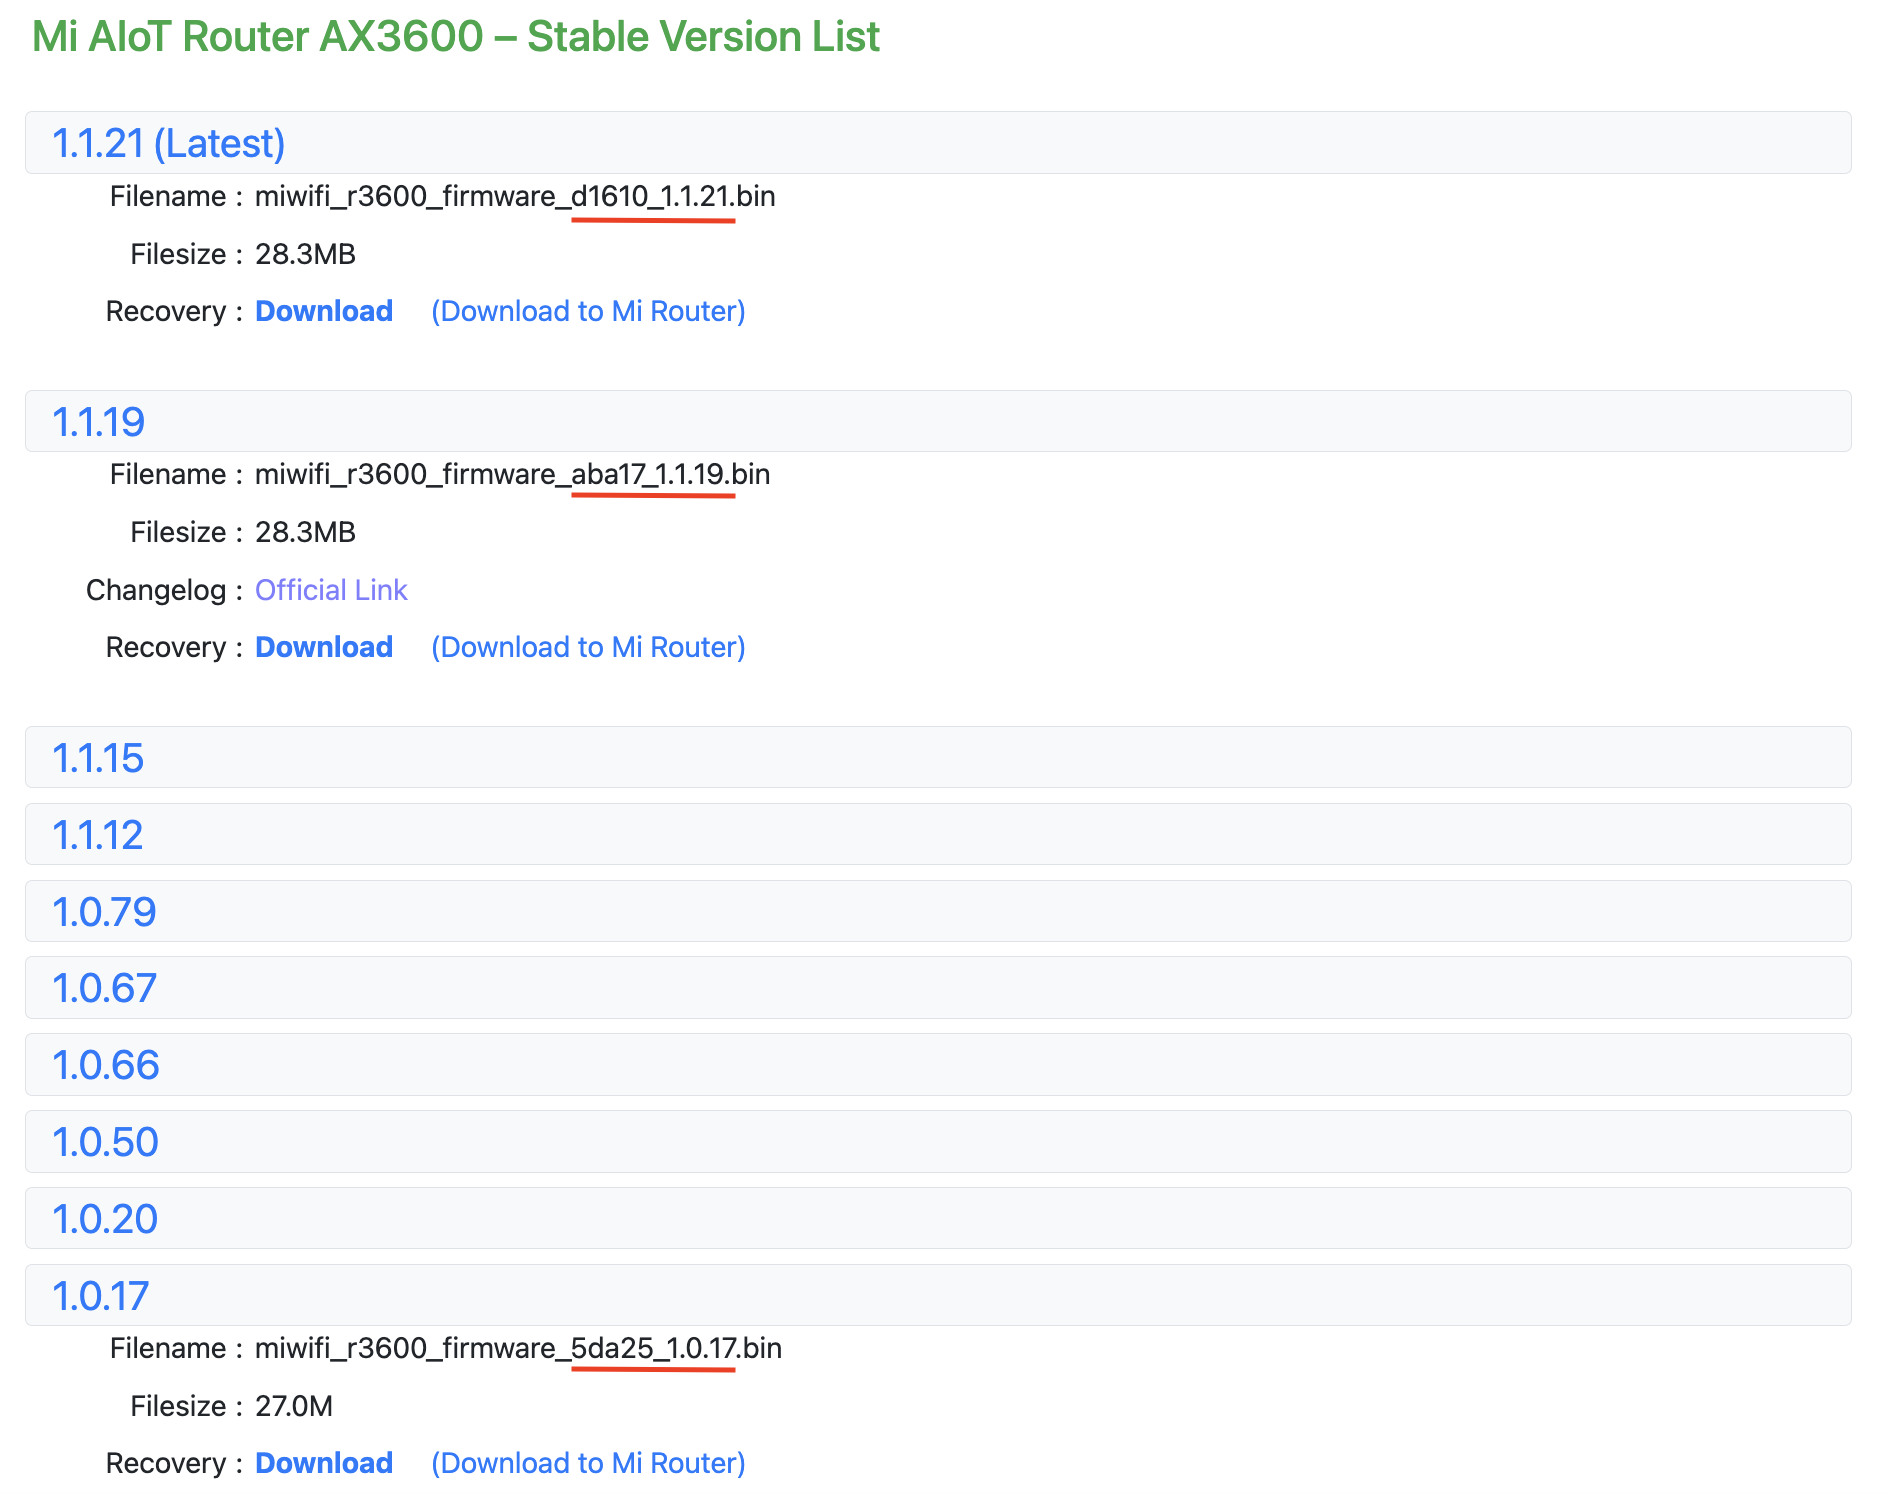 Mi AIoT Router AX3600 – Stable Version List
1.1.21 (Latest)
Filename : miwifi_r3600_firmware_d1610_1.1.21.bin
Filesize : 28.3MB
Recovery : Download (Download to Mi Router)
1.1.19
Filename : miwifi_r3600_firmware_aba17_1.1.19.bin
Filesize : 28.3MB
Changelog : Official Link
Recovery : Download (Download to Mi Router)
1.1.15
1.1.12
1.0.79
1.0.67
1.0.66
1.0.50
1.0.20
1.0.17
Filename : miwifi_r3600_firmware_5da25_1.0.17.bin
Filesize : 27.0M
Recovery : Download (Download to Mi Router)